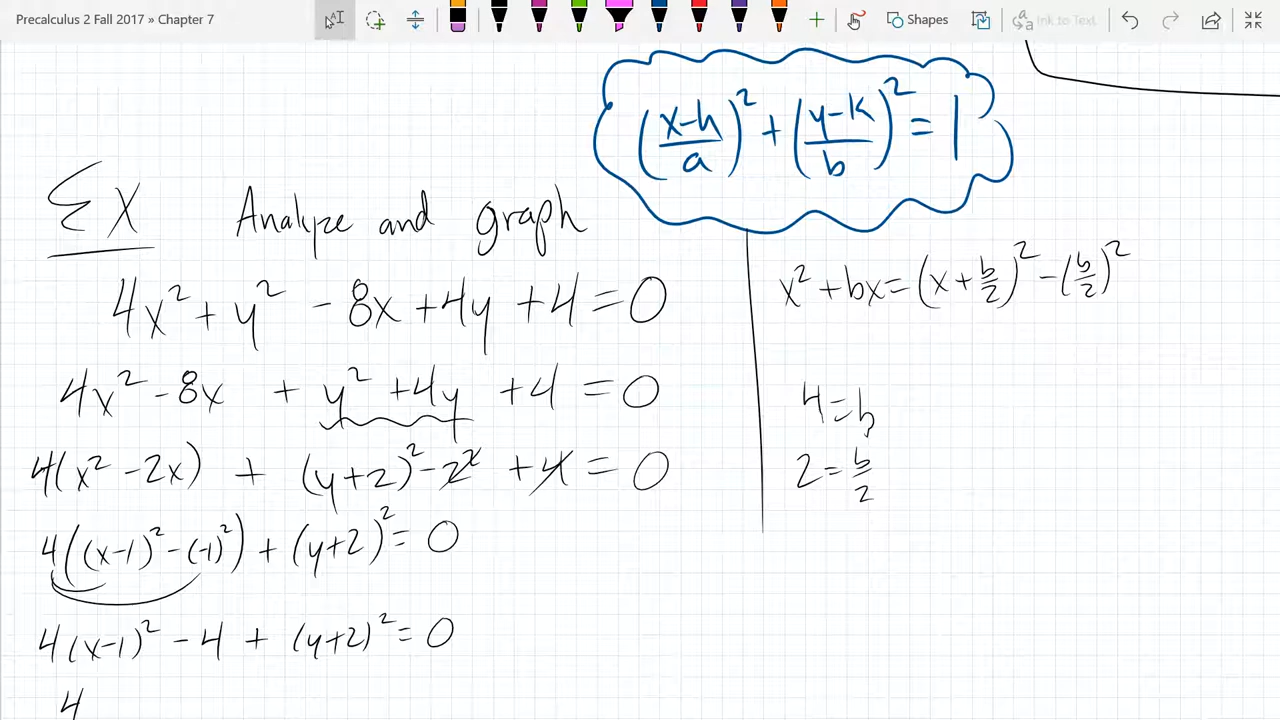 Precalculus 2 Fall 2017 » Chapter 7
Shapes
Ink to Text
((x-h)/a)² + ((y-k)/b)² = 1
EX Analyze and graph
4x² + y² - 8x + 4y + 4 = 0
4x² - 8x + y² + 4y + 4 = 0
4(x² - 2x) + (y+2)² - 2² + 4 = 0
4((x-1)² - (-1)²) + (y+2)² = 0
4(x-1)² - 4 + (y+2)² = 0
4
x² + bx = (x + b/2)² - (b/2)²
4 = b
2 = b/2